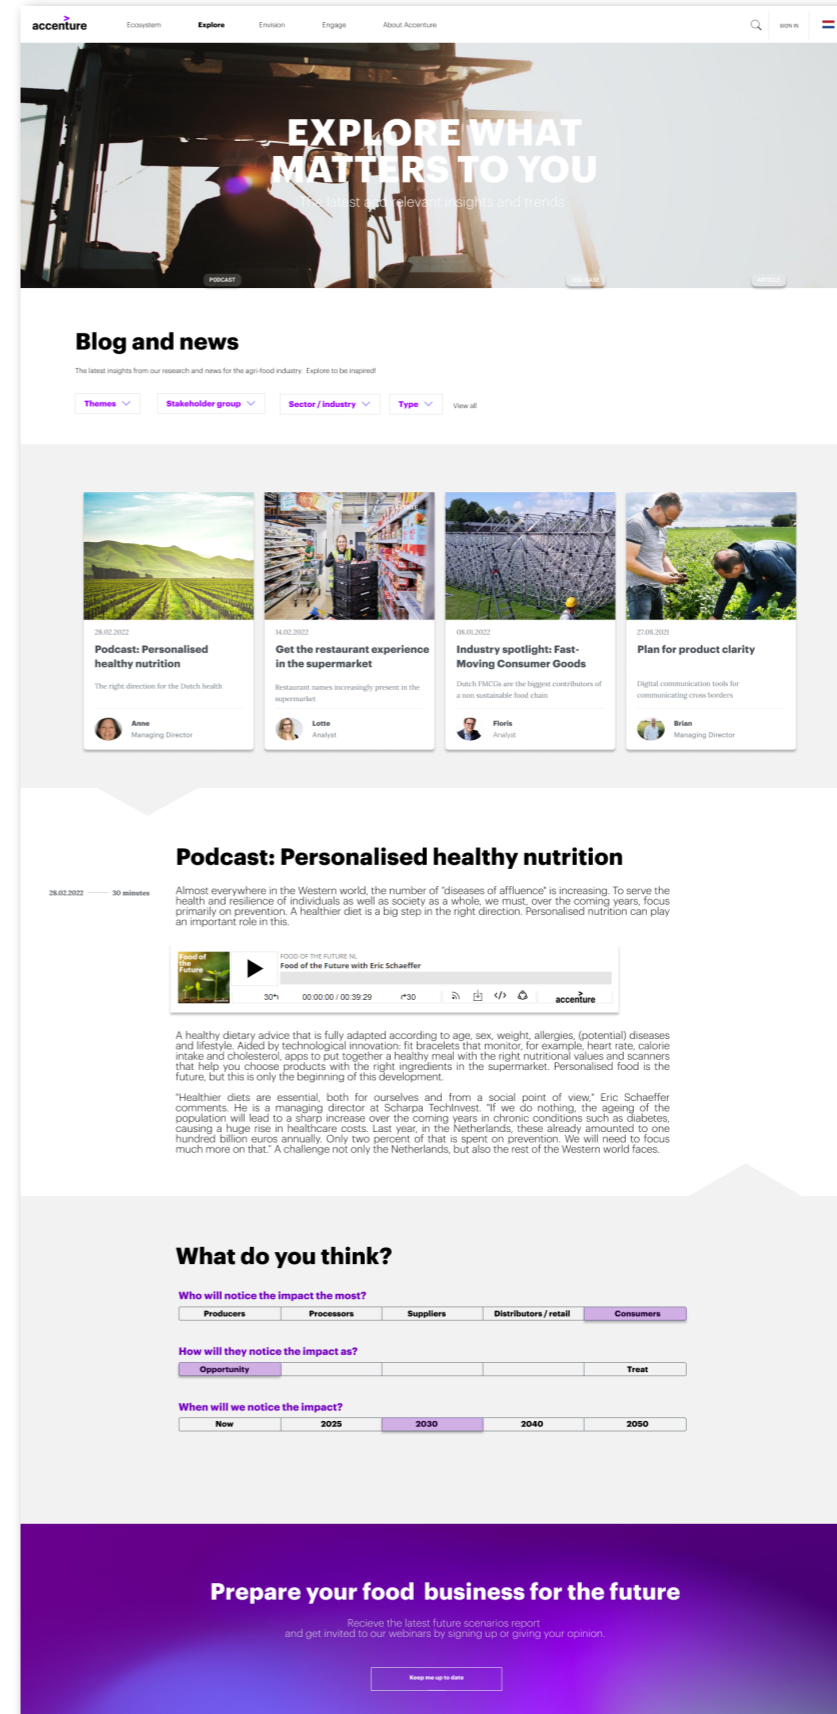 accenture
Ecosystem
Explore
Envision
Engage
About Accenture
SIGN IN
EXPLORE WHAT
MATTERS TO YOU
The latest and relevant insights and trends
PODCAST
ARTICLE
Blog and news
The latest insights from our research and news for the agri-food industry. Explore to be inspired!
Themes
Stakeholder group
Sector / industry
Type
View all
28.02.2022
Podcast: Personalised
healthy nutrition
The right direction for the Dutch health
Anne
Managing Director
14.02.2022
Get the restaurant experience
in the supermarket
Restaurant names increasingly present in the
supermarket
Lotte
Analyst
08.01.2022
Industry spotlight: Fast-
Moving Consumer Goods
Dutch FMCGs are the biggest contributors of
a non sustainable food chain
Floris
Analyst
27.08.2021
Plan for product clarity
Digital communication tools for
communicating cross borders
Brian
Managing Director
Podcast: Personalised healthy nutrition
28.02.2022
30 minutes
Almost everywhere in the Western world, the number of "diseases of affluence" is increasing. To serve the
health and resilience of individuals as well as society as a whole, we must, over the coming years, focus
primarily on prevention. A healthier diet is a big step in the right direction. Personalised nutrition can play
an important role in this.
Food of
the
Future
FOOD OF THE FUTURE NL
Food of the Future with Eric Schaeffer
30
00:00:00 / 00:39:29
30
accenture
A healthy dietary advice that is fully adapted according to age, sex, weight, allergies, (potential) diseases
and lifestyle. Aided by technological innovation: fit bracelets that monitor, for example, heart rate, calorie
intake and cholesterol, apps to put together a healthy meal with the right nutritional values and scanners
that help you choose products with the right ingredients in the supermarket. Personalised food is the
future, but this is only the beginning of this development.
"Healthier diets are essential, both for ourselves and from a social point of view," Eric Schaeffer
comments. He is a managing director at Scharpa TechInvest. "If we do nothing, the ageing of the
population will lead to a sharp increase over the coming years in chronic conditions such as diabetes,
causing a huge rise in healthcare costs. Last year, in the Netherlands, these already amounted to one
hundred billion euros annually. Only two percent of that is spent on prevention. We will need to focus
much more on that." A challenge not only the Netherlands, but also the rest of the Western world faces.
What do you think?
Who will notice the impact the most?
Producers
Processors
Suppliers
Distributors / retail
Consumers
How will they notice the impact as?
Opportunity
Treat
When will we notice the impact?
Now
2025
2030
2040
2050
Prepare your food business for the future
Recieve the latest future scenarios report
and get invited to our webinars by signing up or giving your opinion.
Keep me up to date